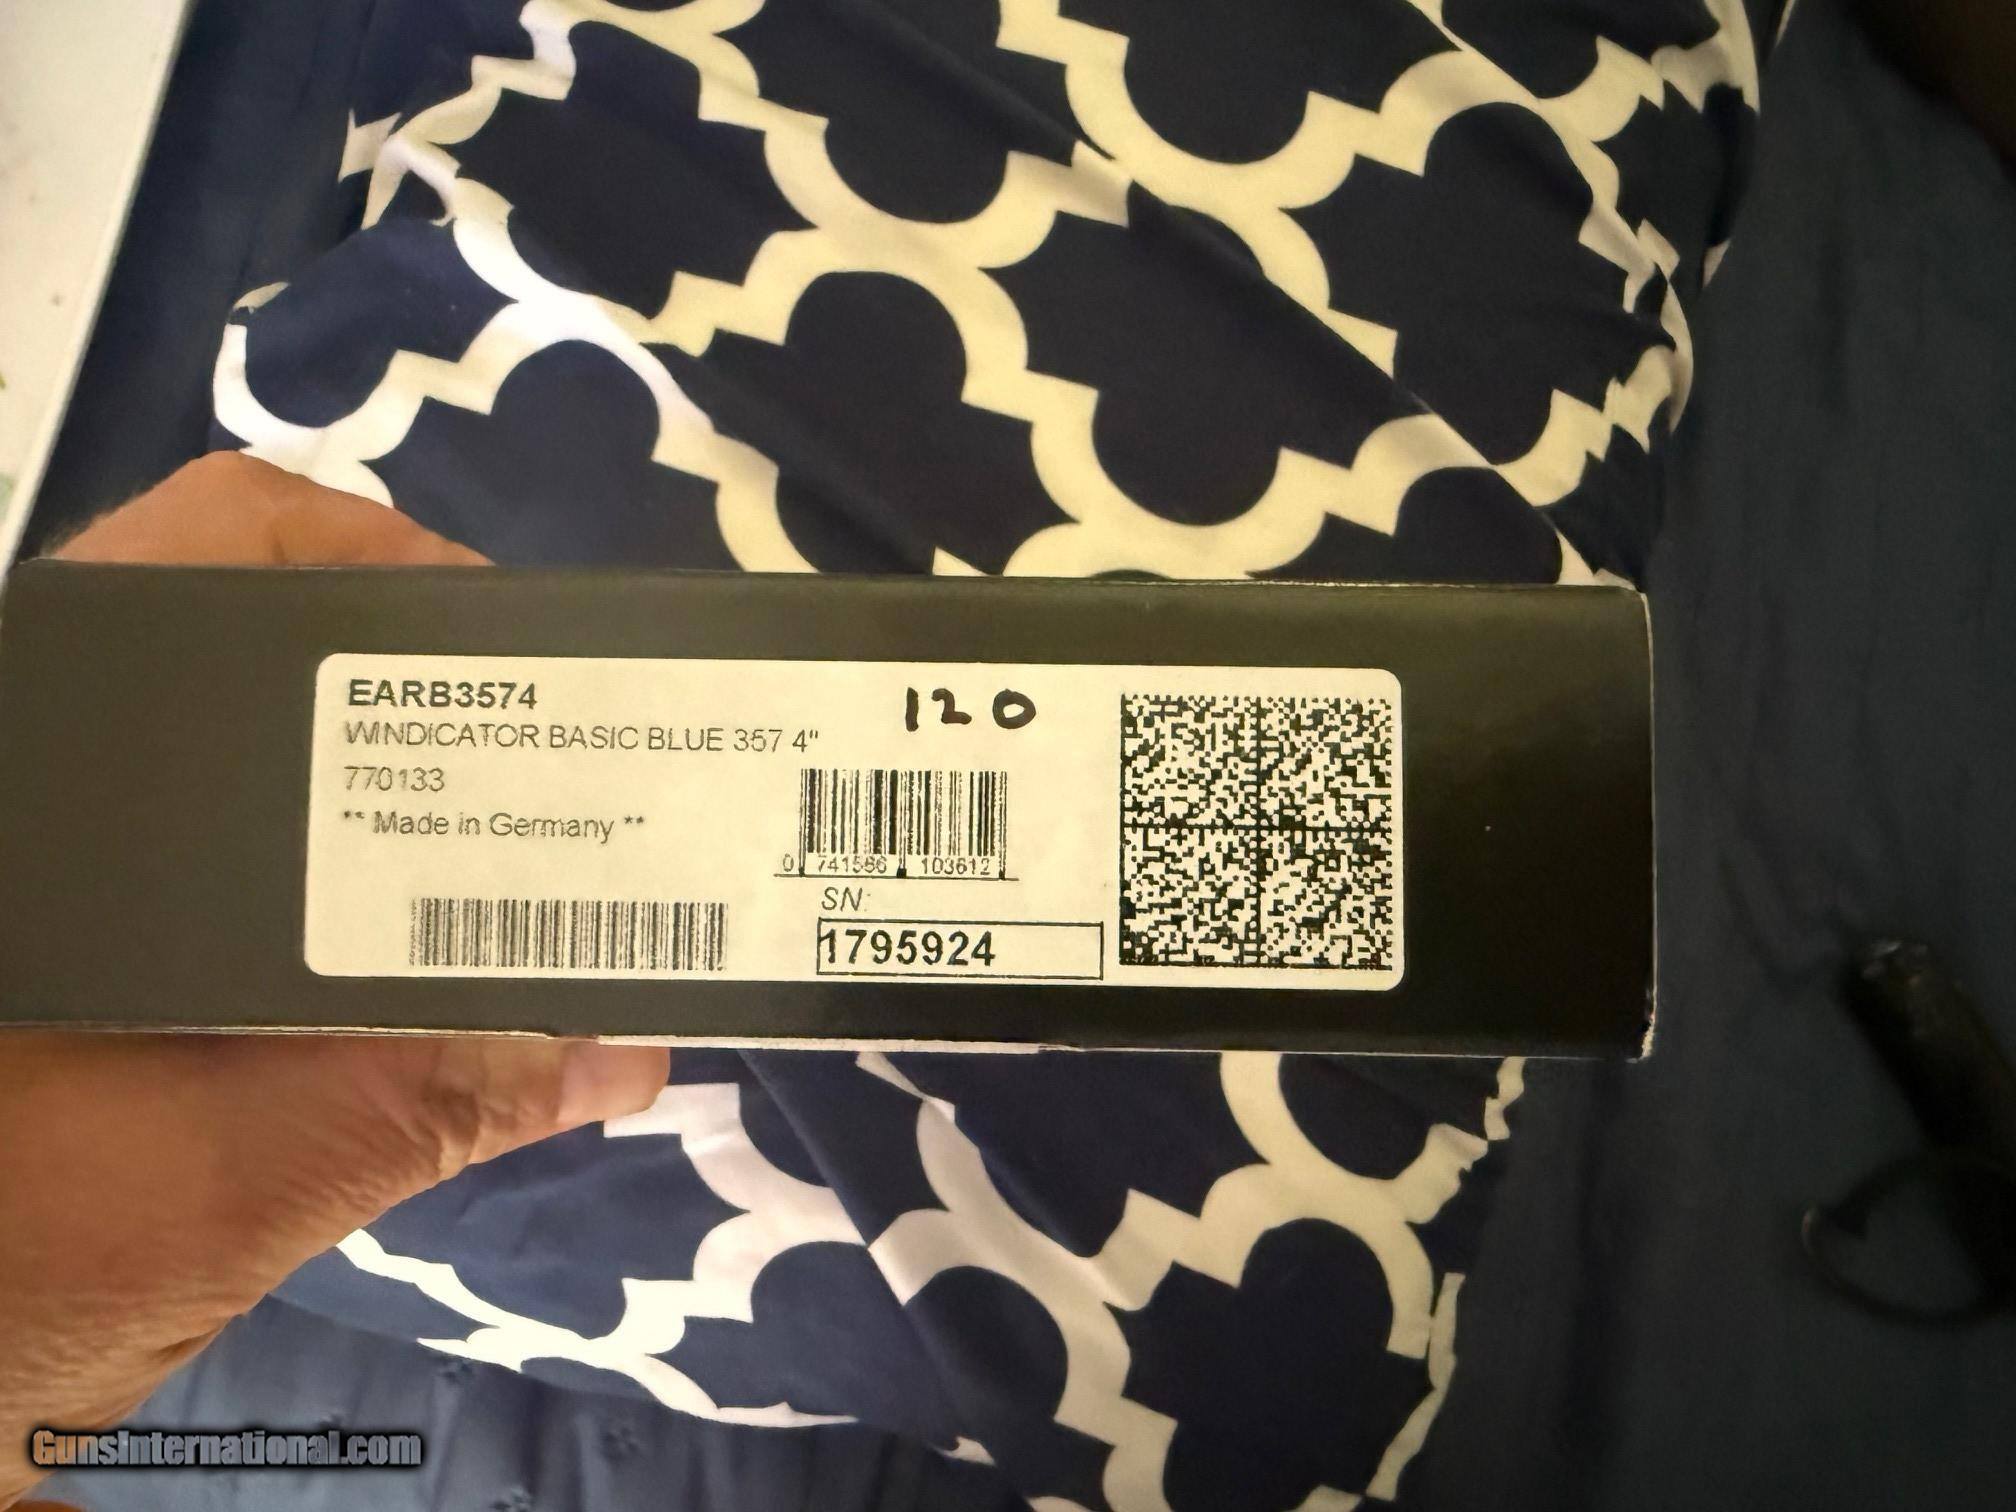 EARB3574
120
WINDICATOR BASIC BLUE 357 4"
770133
** Made in Germany **
0 741566 103612
SN:
1795924
GunsInternational.com